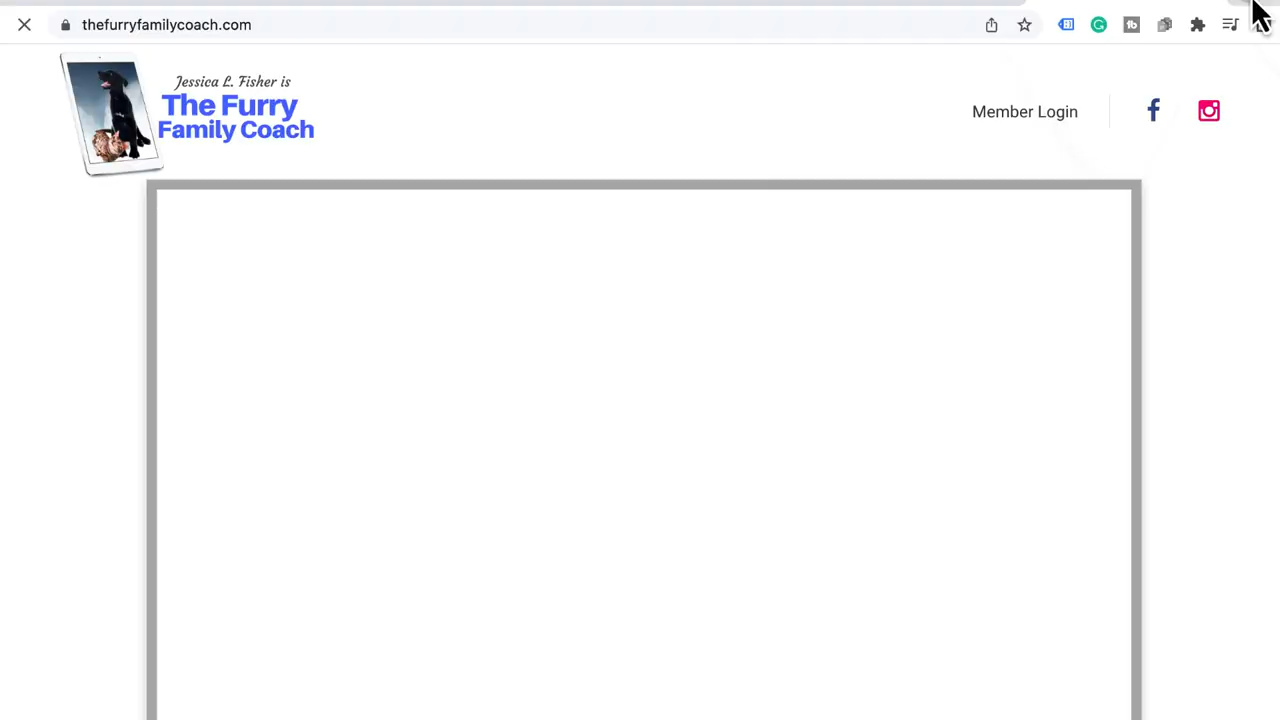 thefurryfamilycoach.com
Jessica L. Fisher is
The Furry
Family Coach
Member Login